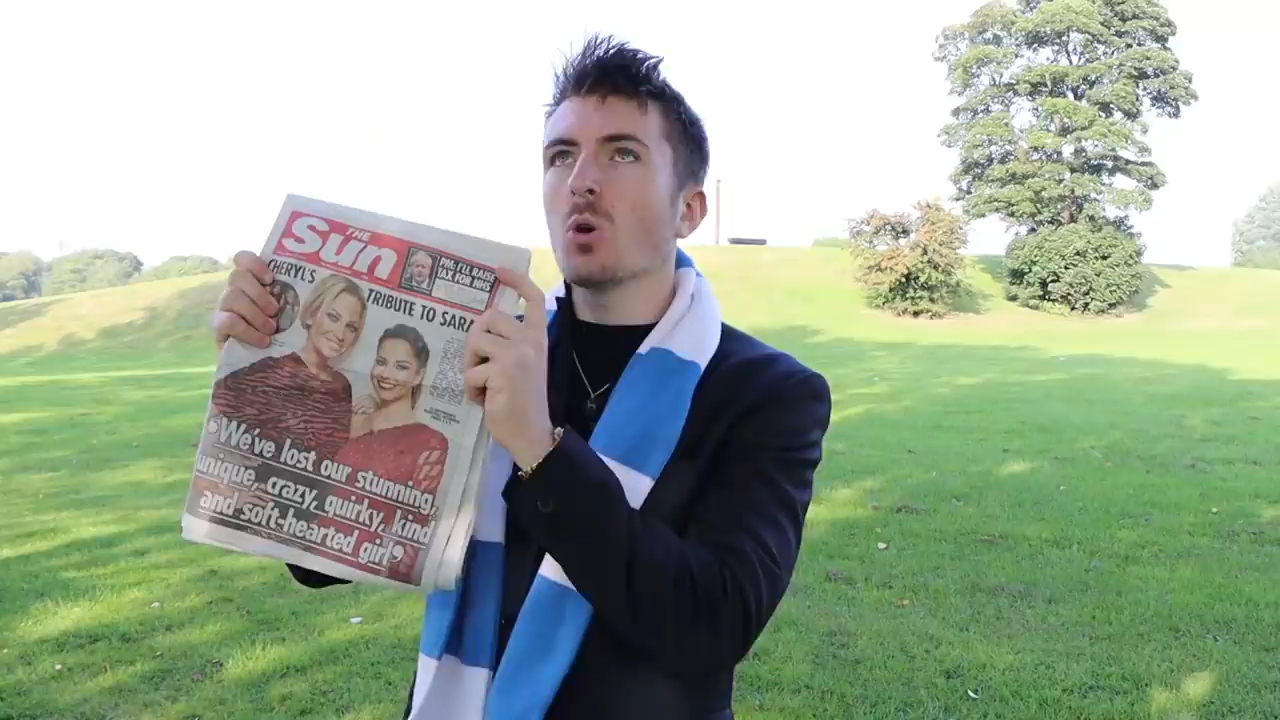 THE
Sun
PM: I'LL RAISE
TAX FOR NHS
CHERYL'S
TRIBUTE TO SARA
‘We've lost our stunning,
unique, crazy, quirky, kind
and soft-hearted girl’